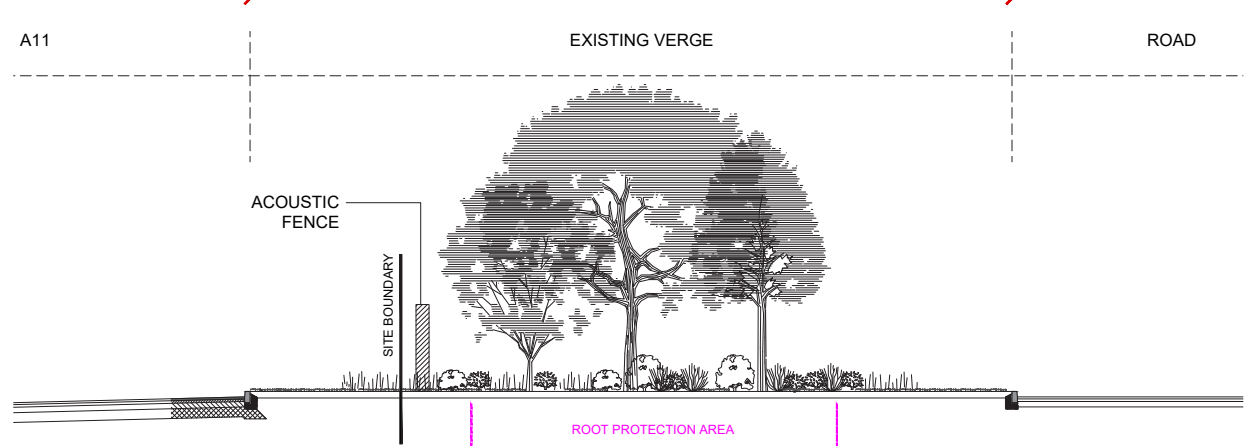 A11
EXISTING VERGE
ROAD
ACOUSTIC
FENCE
SITE BOUNDARY
ROOT PROTECTION AREA